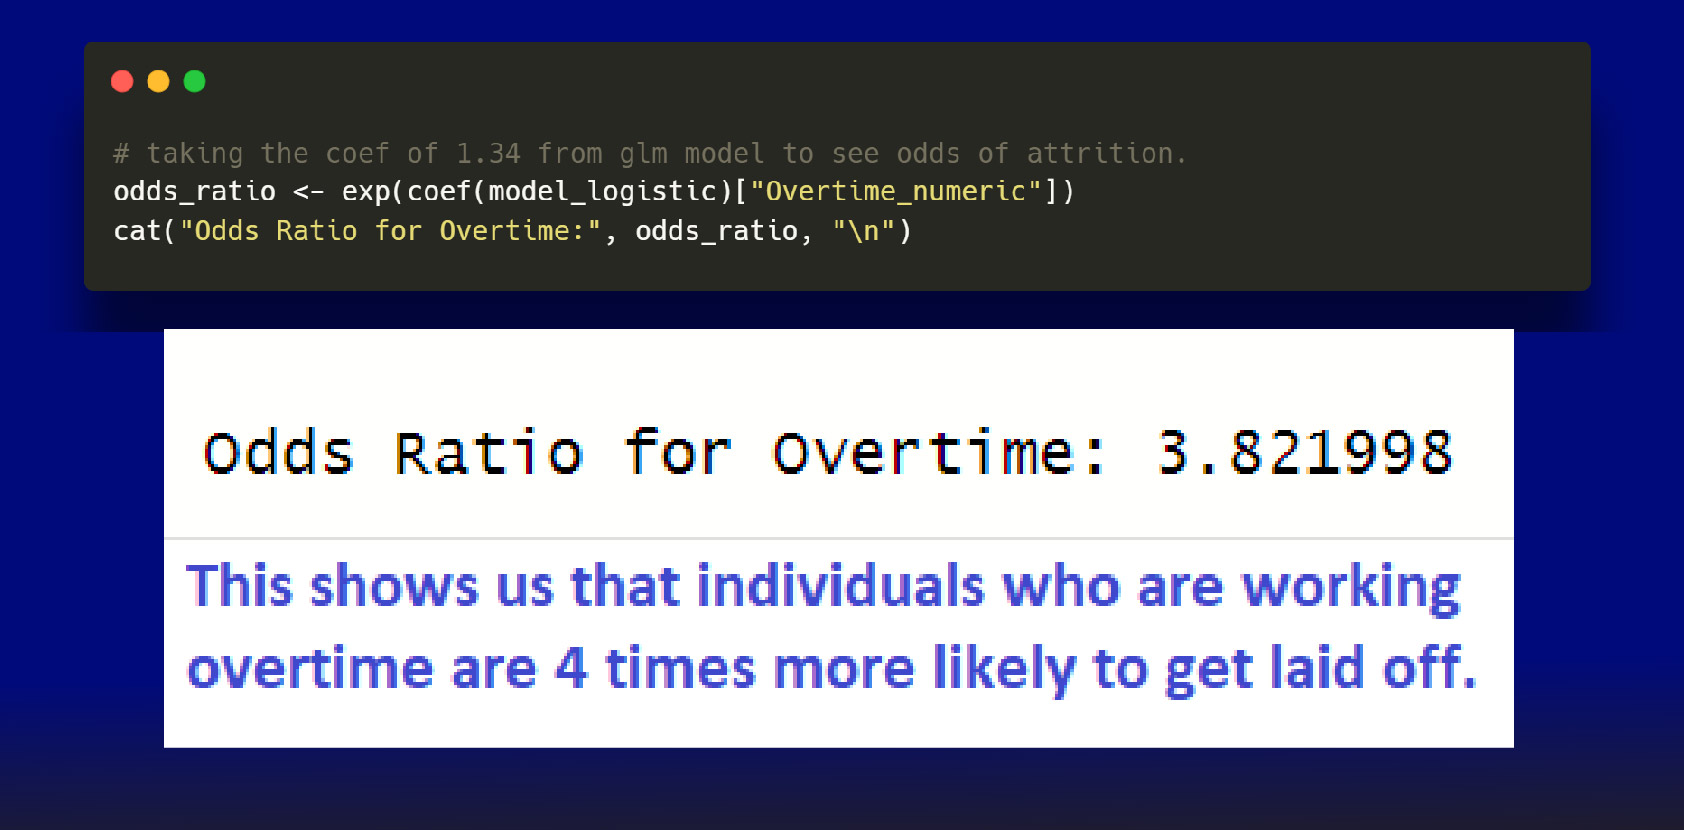 # taking the coef of 1.34 from glm model to see odds of attrition.
odds_ratio <- exp(coef(model_logistic)["Overtime_numeric"])
cat("Odds Ratio for Overtime:", odds_ratio, "\n")
Odds Ratio for Overtime: 3.821998
This shows us that individuals who are working
overtime are 4 times more likely to get laid off.